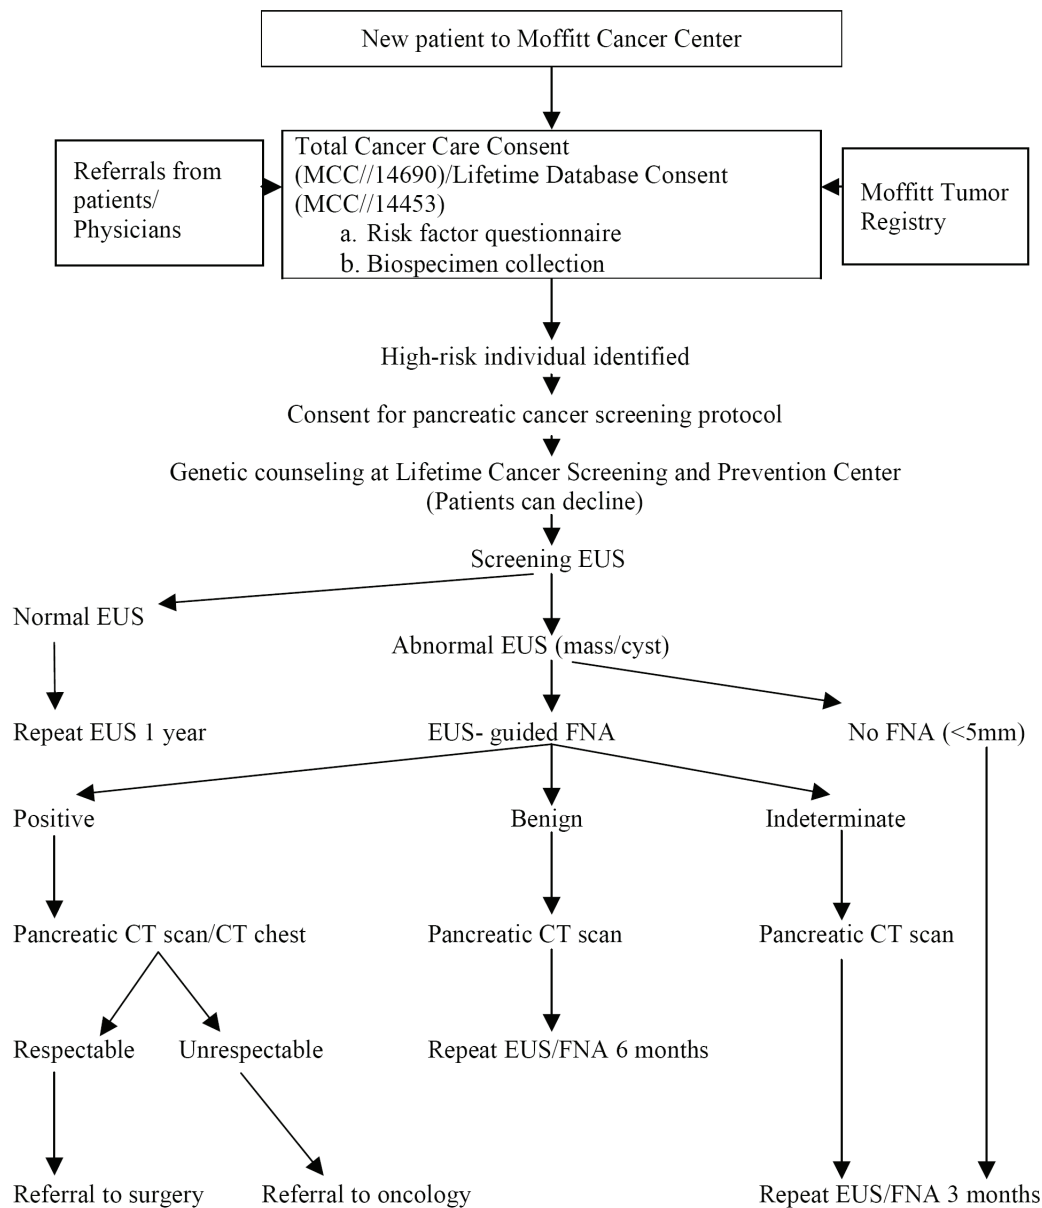 New patient to Moffitt Cancer Center
Referrals from
patients/
Physicians
Total Cancer Care Consent
(MCC//14690)/Lifetime Database Consent
(MCC//14453)
a. Risk factor questionnaire
b. Biospecimen collection
Moffitt Tumor
Registry
High-risk individual identified
Consent for pancreatic cancer screening protocol
Genetic counseling at Lifetime Cancer Screening and Prevention Center
(Patients can decline)
Screening EUS
Normal EUS
Abnormal EUS (mass/cyst)
Repeat EUS 1 year
EUS- guided FNA
No FNA (<5mm)
Positive
Benign
Indeterminate
Pancreatic CT scan/CT chest
Pancreatic CT scan
Pancreatic CT scan
Respectable
Unrespectable
Repeat EUS/FNA 6 months
Referral to surgery
Referral to oncology
Repeat EUS/FNA 3 months